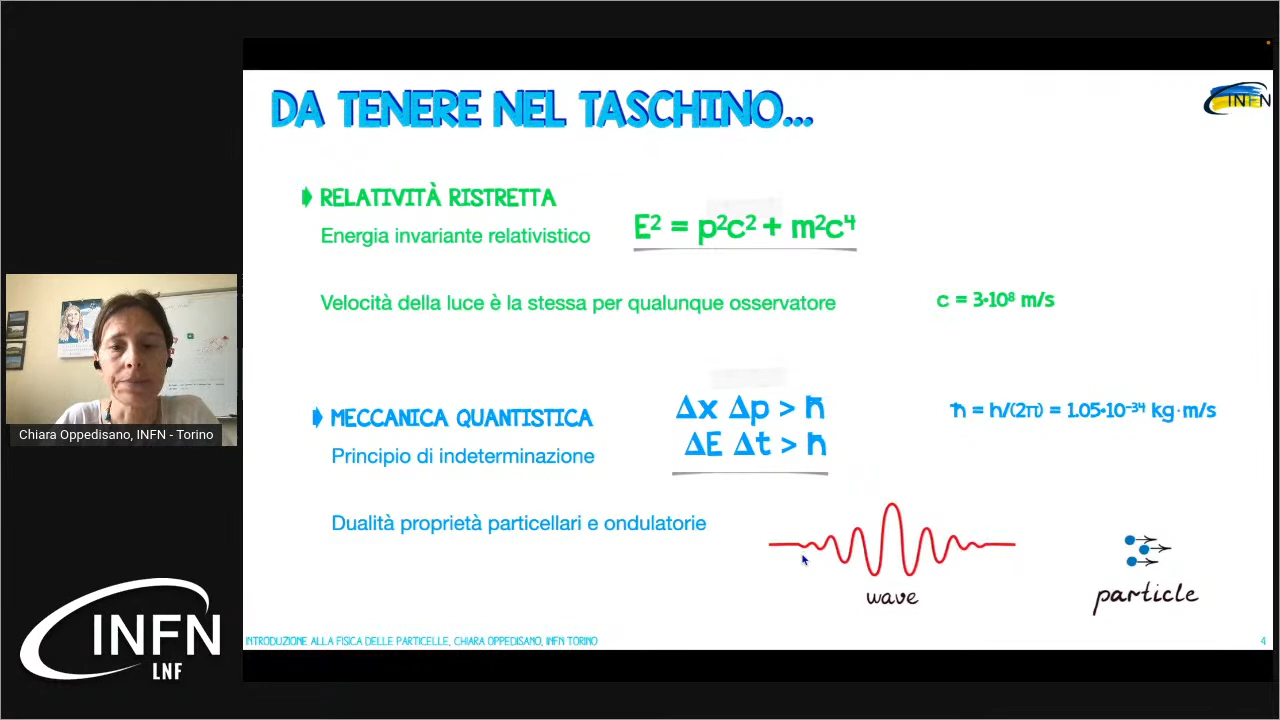 DA TENERE NEL TASCHINO...
INFN
RELATIVITÀ RISTRETTA
Energia invariante relativistico
E² = p²c² + m²c⁴
Velocità della luce è la stessa per qualunque osservatore
c = 3•10⁸ m/s
MECCANICA QUANTISTICA
Δx Δp > ħ
ΔE Δt > ħ
ħ = h/(2π) = 1.05•10⁻³⁴ kg·m/s
Principio di indeterminazione
Dualità proprietà particellari e ondulatorie
wave
particle
INTRODUZIONE ALLA FISICA DELLE PARTICELLE, CHIARA OPPEDISANO, INFN TORINO
4
Chiara Oppedisano, INFN - Torino
INFN
LNF